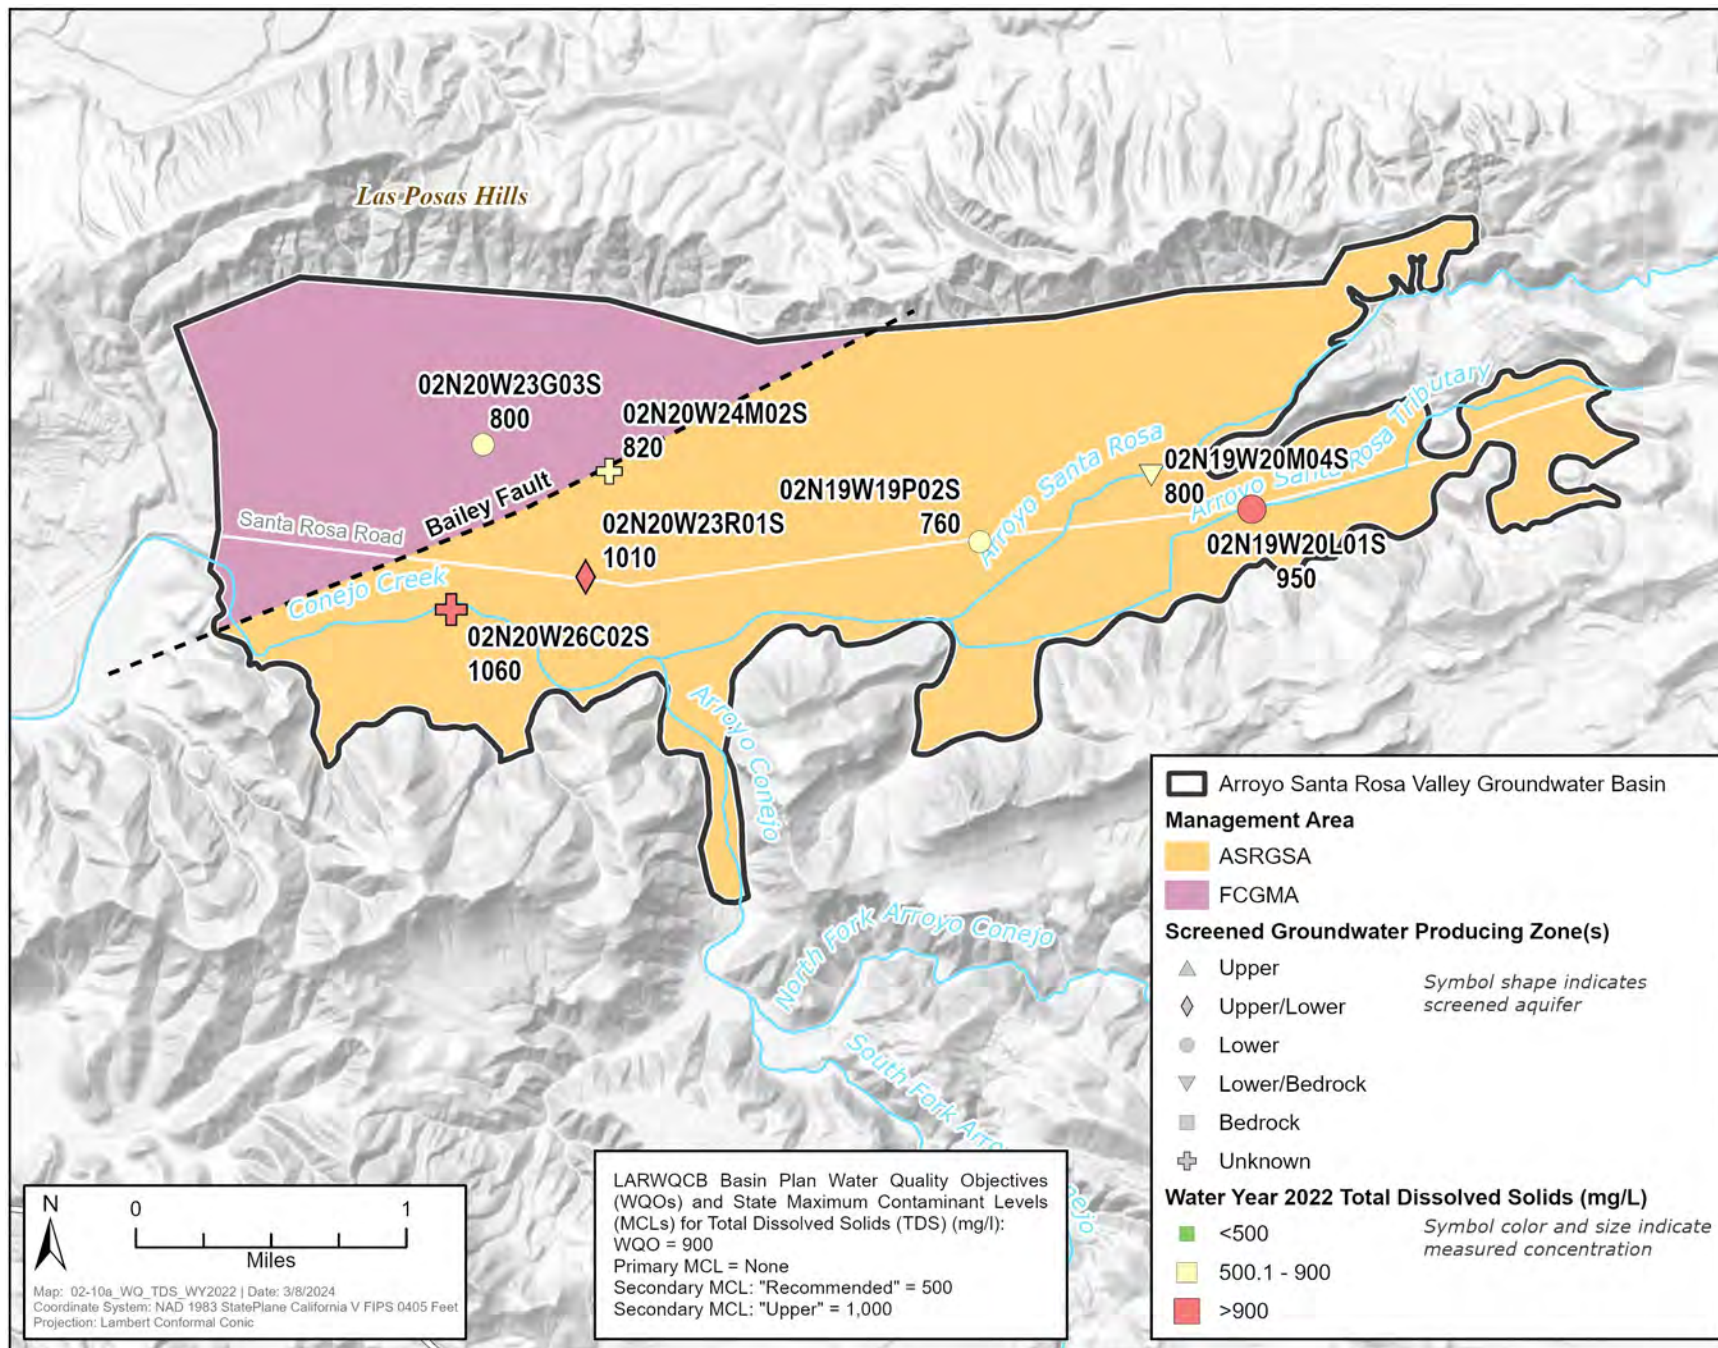 Las Posas Hills
02N20W23G03S
800
02N20W24M02S
820
Bailey Fault
Santa Rosa Road
02N19W19P02S
760
Arroyo Santa Rosa
02N19W20M04S
800
Arroyo Santa Rosa Tributary
02N20W23R01S
1010
02N19W20L01S
950
Conejo Creek
02N20W26C02S
1060
Arroyo Conejo
North Fork Arroyo Conejo
South Fork Arro
nejo
Arroyo Santa Rosa Valley Groundwater Basin
Management Area
ASRGSA
FCGMA
Screened Groundwater Producing Zone(s)
Upper
Upper/Lower
Lower
Lower/Bedrock
Bedrock
Unknown
Symbol shape indicates
screened aquifer
Water Year 2022 Total Dissolved Solids (mg/L)
<500
500.1 - 900
>900
Symbol color and size indicate
measured concentration
LARWQCB Basin Plan Water Quality Objectives
(WQOs) and State Maximum Contaminant Levels
(MCLs) for Total Dissolved Solids (TDS) (mg/l):
WQO = 900
Primary MCL = None
Secondary MCL: "Recommended" = 500
Secondary MCL: "Upper" = 1,000
N
0 1
Miles
Map: 02-10a_WQ_TDS_WY2022 | Date: 3/8/2024
Coordinate System: NAD 1983 StatePlane California V FIPS 0405 Feet
Projection: Lambert Conformal Conic